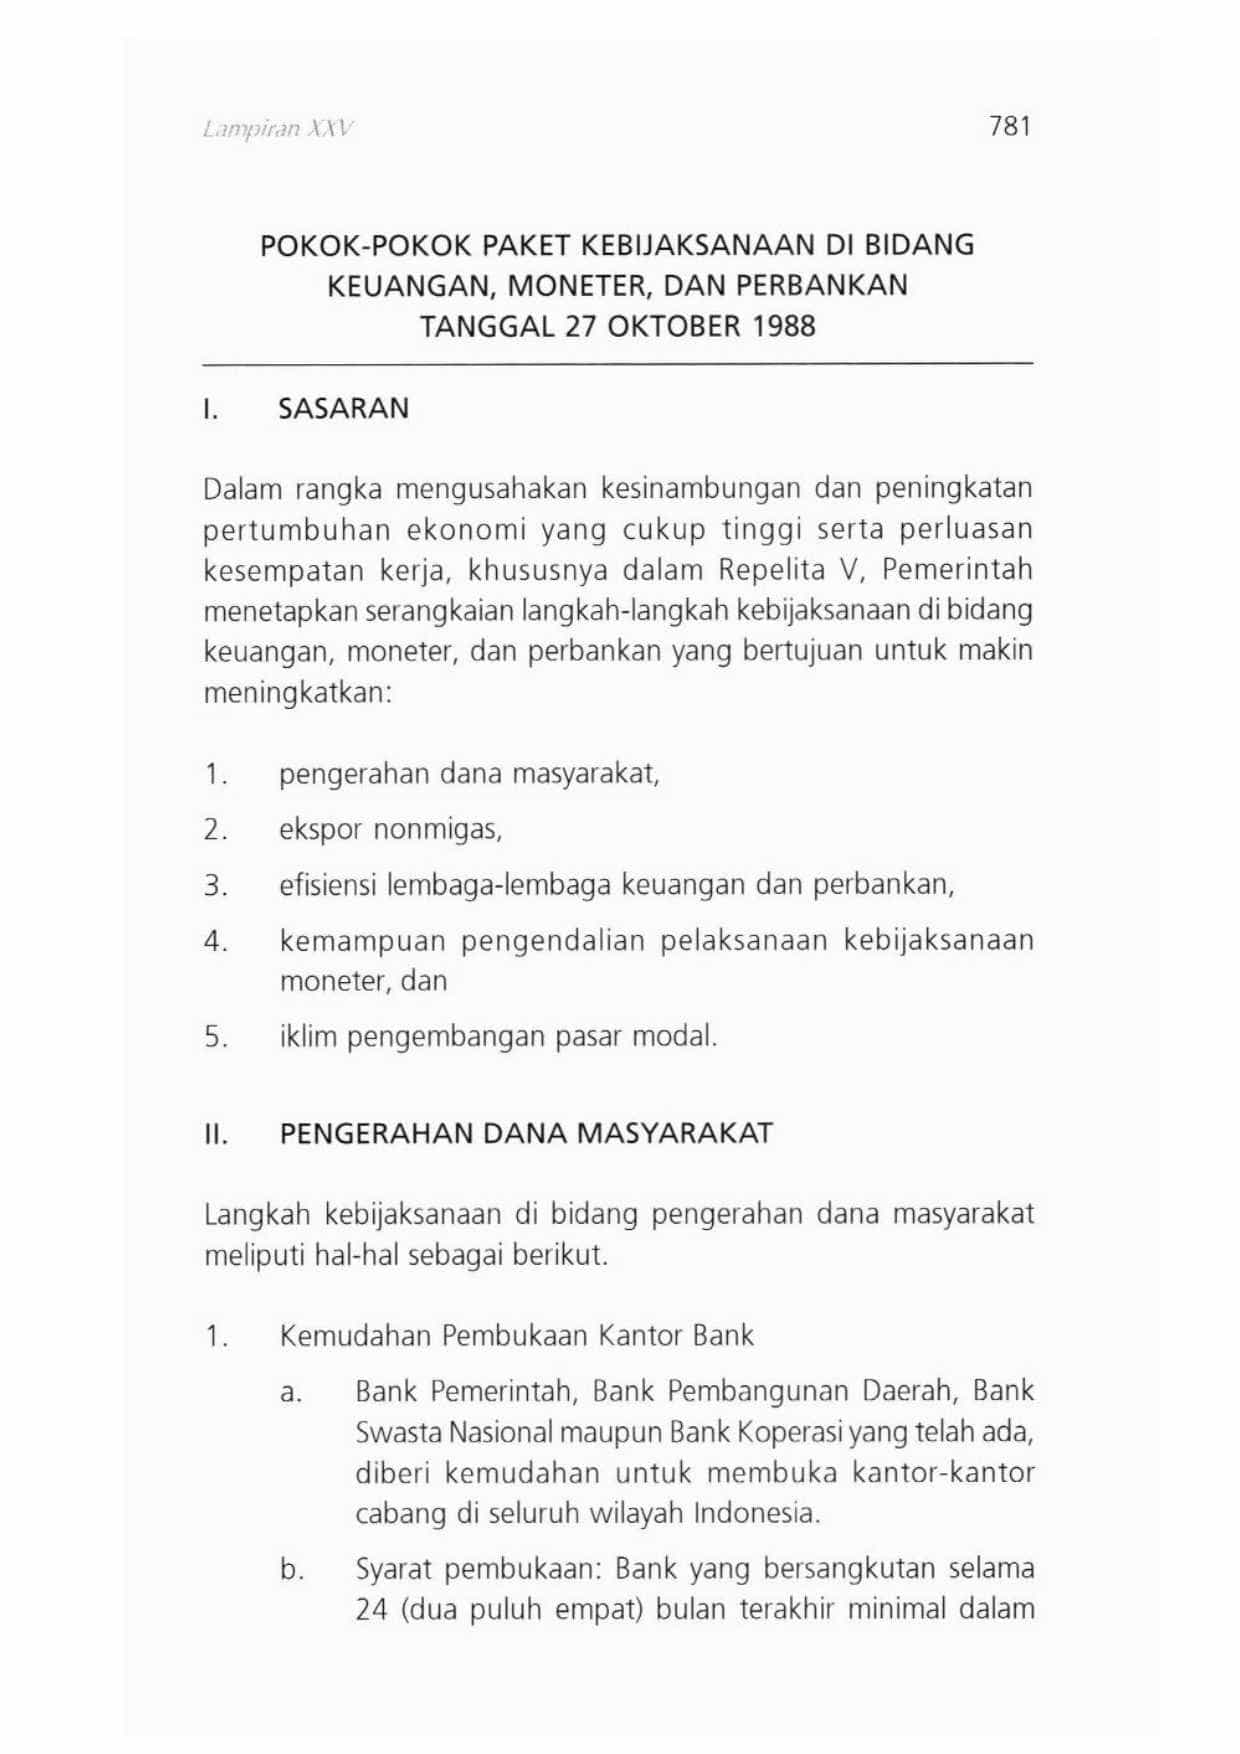 Lampiran XXV
781
POKOK-POKOK PAKET KEBIJAKSANAAN DI BIDANG
KEUANGAN, MONETER, DAN PERBANKAN
TANGGAL 27 OKTOBER 1988
I. SASARAN
Dalam rangka mengusahakan kesinambungan dan peningkatan
pertumbuhan ekonomi yang cukup tinggi serta perluasan
kesempatan kerja, khususnya dalam Repelita V, Pemerintah
menetapkan serangkaian langkah-langkah kebijaksanaan di bidang
keuangan, moneter, dan perbankan yang bertujuan untuk makin
meningkatkan:
1. pengerahan dana masyarakat,
2. ekspor nonmigas,
3. efisiensi lembaga-lembaga keuangan dan perbankan,
4. kemampuan pengendalian pelaksanaan kebijaksanaan
moneter, dan
5. iklim pengembangan pasar modal.
II. PENGERAHAN DANA MASYARAKAT
Langkah kebijaksanaan di bidang pengerahan dana masyarakat
meliputi hal-hal sebagai berikut.
1. Kemudahan Pembukaan Kantor Bank
a. Bank Pemerintah, Bank Pembangunan Daerah, Bank
Swasta Nasional maupun Bank Koperasi yang telah ada,
diberi kemudahan untuk membuka kantor-kantor
cabang di seluruh wilayah Indonesia.
b. Syarat pembukaan: Bank yang bersangkutan selama
24 (dua puluh empat) bulan terakhir minimal dalam